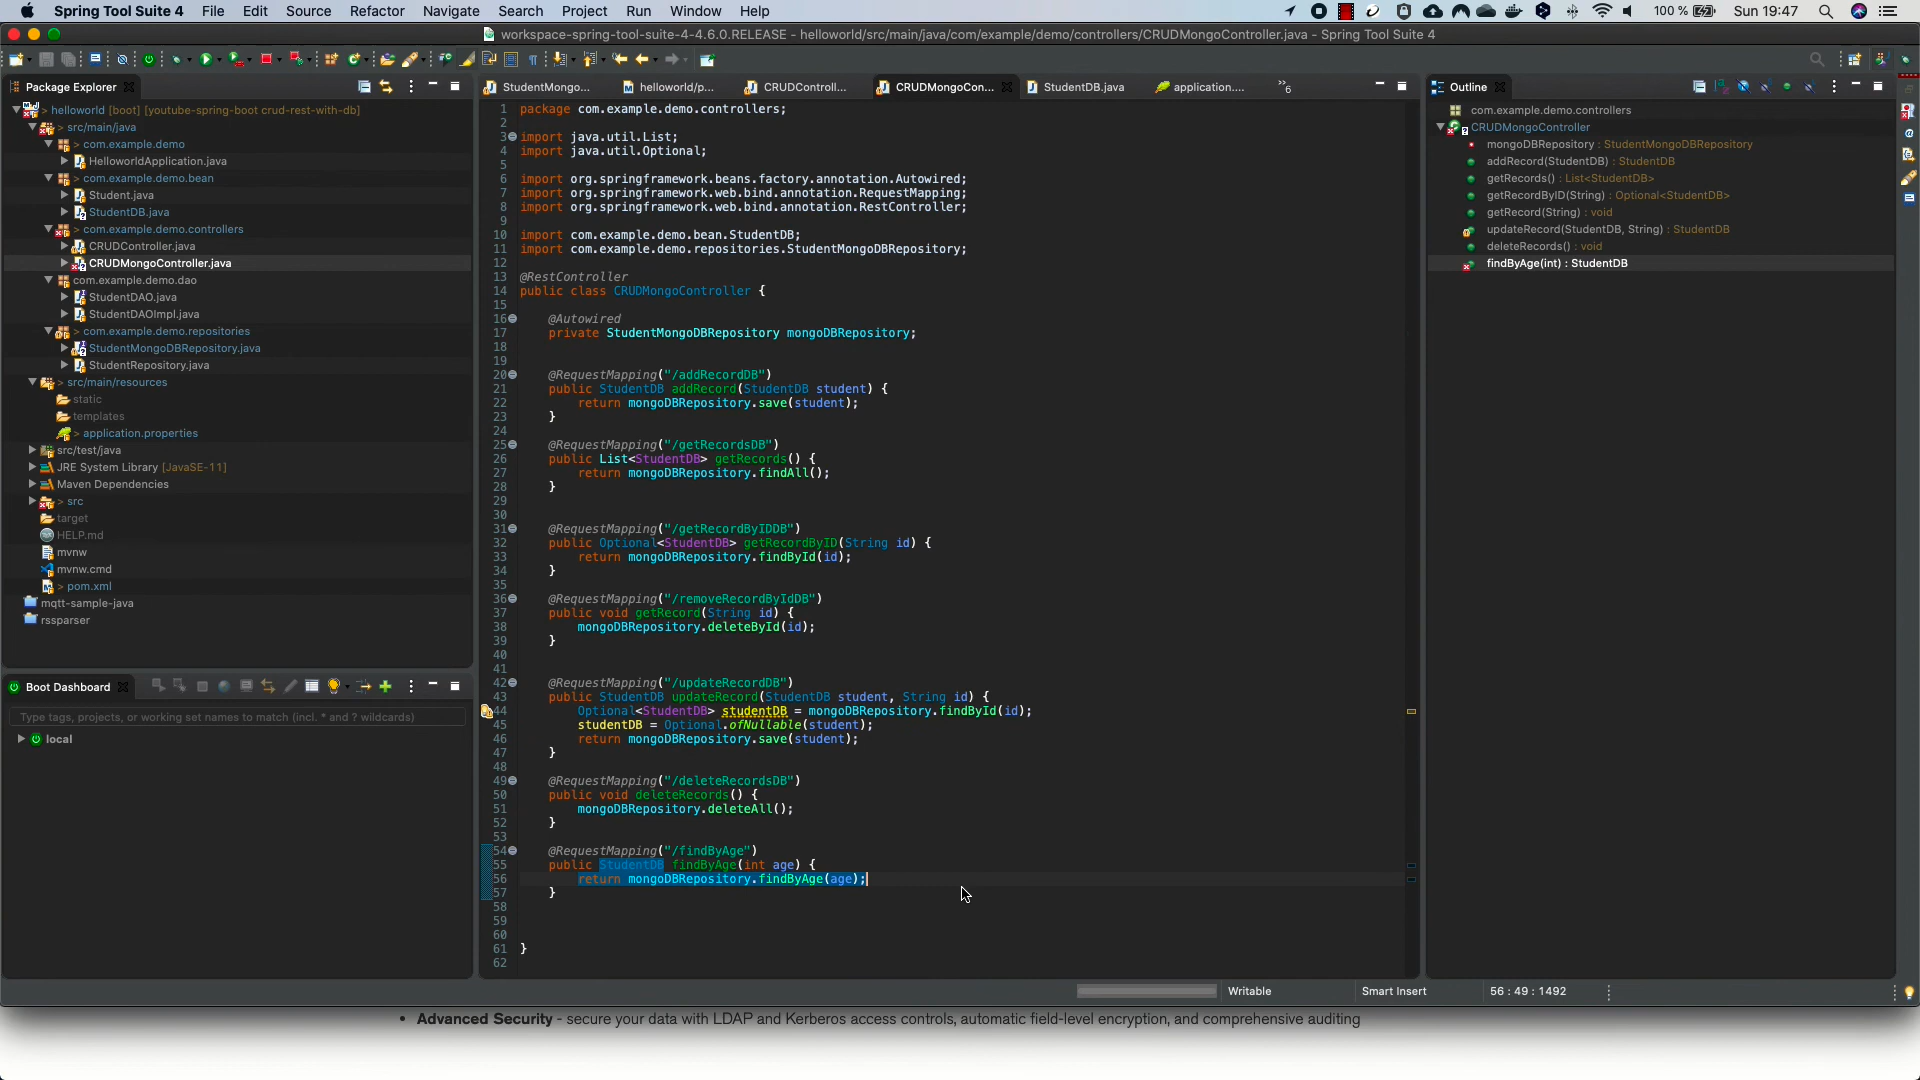 Spring Tool Suite 4 File Edit Source Refactor Navigate Search Project Run Window Help 100 % Sun 19:47
workspace-spring-tool-suite-4-4.6.0.RELEASE - helloworld/src/main/java/com/example/demo/controllers/CRUDMongoController.java - Spring Tool Suite 4
Package Explorer
helloworld [boot] [youtube-spring-boot crud-rest-with-db]
> src/main/java
> com.example.demo
HelloworldApplication.java
> com.example.demo.bean
Student.java
StudentDB.java
> com.example.demo.controllers
CRUDController.java
CRUDMongoController.java
com.example.demo.dao
StudentDAO.java
StudentDAOImpl.java
> com.example.demo.repositories
StudentMongoDBRepository.java
StudentRepository.java
> src/main/resources
static
templates
> application.properties
src/test/java
JRE System Library [JavaSE-11]
Maven Dependencies
> src
target
HELP.md
mvnw
mvnw.cmd
> pom.xml
mqtt-sample-java
rssparser
Boot Dashboard
Type tags, projects, or working set names to match (incl. * and ? wildcards)
local
StudentMongo... helloworld/p... CRUDControll... CRUDMongoCon... StudentDB.java application.... »6
1 package com.example.demo.controllers;
2
3 import java.util.List;
4 import java.util.Optional;
5
6 import org.springframework.beans.factory.annotation.Autowired;
7 import org.springframework.web.bind.annotation.RequestMapping;
8 import org.springframework.web.bind.annotation.RestController;
9
10 import com.example.demo.bean.StudentDB;
11 import com.example.demo.repositories.StudentMongoDBRepository;
12
13 @RestController
14 public class CRUDMongoController {
15
16 @Autowired
17 private StudentMongoDBRepository mongoDBRepository;
18
19
20 @RequestMapping("/addRecordDB")
21 public StudentDB addRecord(StudentDB student) {
22 return mongoDBRepository.save(student);
23 }
24
25 @RequestMapping("/getRecordsDB")
26 public List<StudentDB> getRecords() {
27 return mongoDBRepository.findAll();
28 }
29
30
31 @RequestMapping("/getRecordByIDDB")
32 public Optional<StudentDB> getRecordByID(String id) {
33 return mongoDBRepository.findById(id);
34 }
35
36 @RequestMapping("/removeRecordByIdDB")
37 public void getRecord(String id) {
38 mongoDBRepository.deleteById(id);
39 }
40
41
42 @RequestMapping("/updateRecordDB")
43 public StudentDB updateRecord(StudentDB student, String id) {
44 Optional<StudentDB> studentDB = mongoDBRepository.findById(id);
45 studentDB = Optional.ofNullable(student);
46 return mongoDBRepository.save(student);
47 }
48
49 @RequestMapping("/deleteRecordsDB")
50 public void deleteRecords() {
51 mongoDBRepository.deleteAll();
52 }
53
54 @RequestMapping("/findByAge")
55 public StudentDB findByAge(int age) {
56 return mongoDBRepository.findByAge(age);
57 }
58
59
60
61 }
62
Outline
com.example.demo.controllers
CRUDMongoController
mongoDBRepository : StudentMongoDBRepository
addRecord(StudentDB) : StudentDB
getRecords() : List<StudentDB>
getRecordByID(String) : Optional<StudentDB>
getRecord(String) : void
updateRecord(StudentDB, String) : StudentDB
deleteRecords() : void
findByAge(int) : StudentDB
Writable Smart Insert 56 : 49 : 1492
• Advanced Security - secure your data with LDAP and Kerberos access controls, automatic field-level encryption, and comprehensive auditing